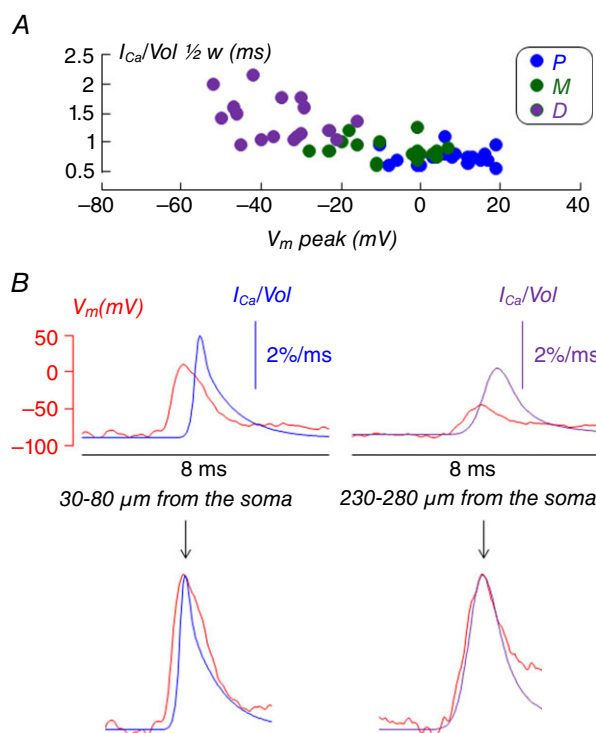 A
I_Ca/Vol ½ w (ms)
2.5
2
1.5
1
0.5
P
M
D
−80 −60 −40 −20 0 20 40
V_m peak (mV)
B
V_m(mV)
I_Ca/Vol
I_Ca/Vol
50
0
−50
−100
2%/ms
2%/ms
8 ms
8 ms
30-80 µm from the soma
230-280 µm from the soma